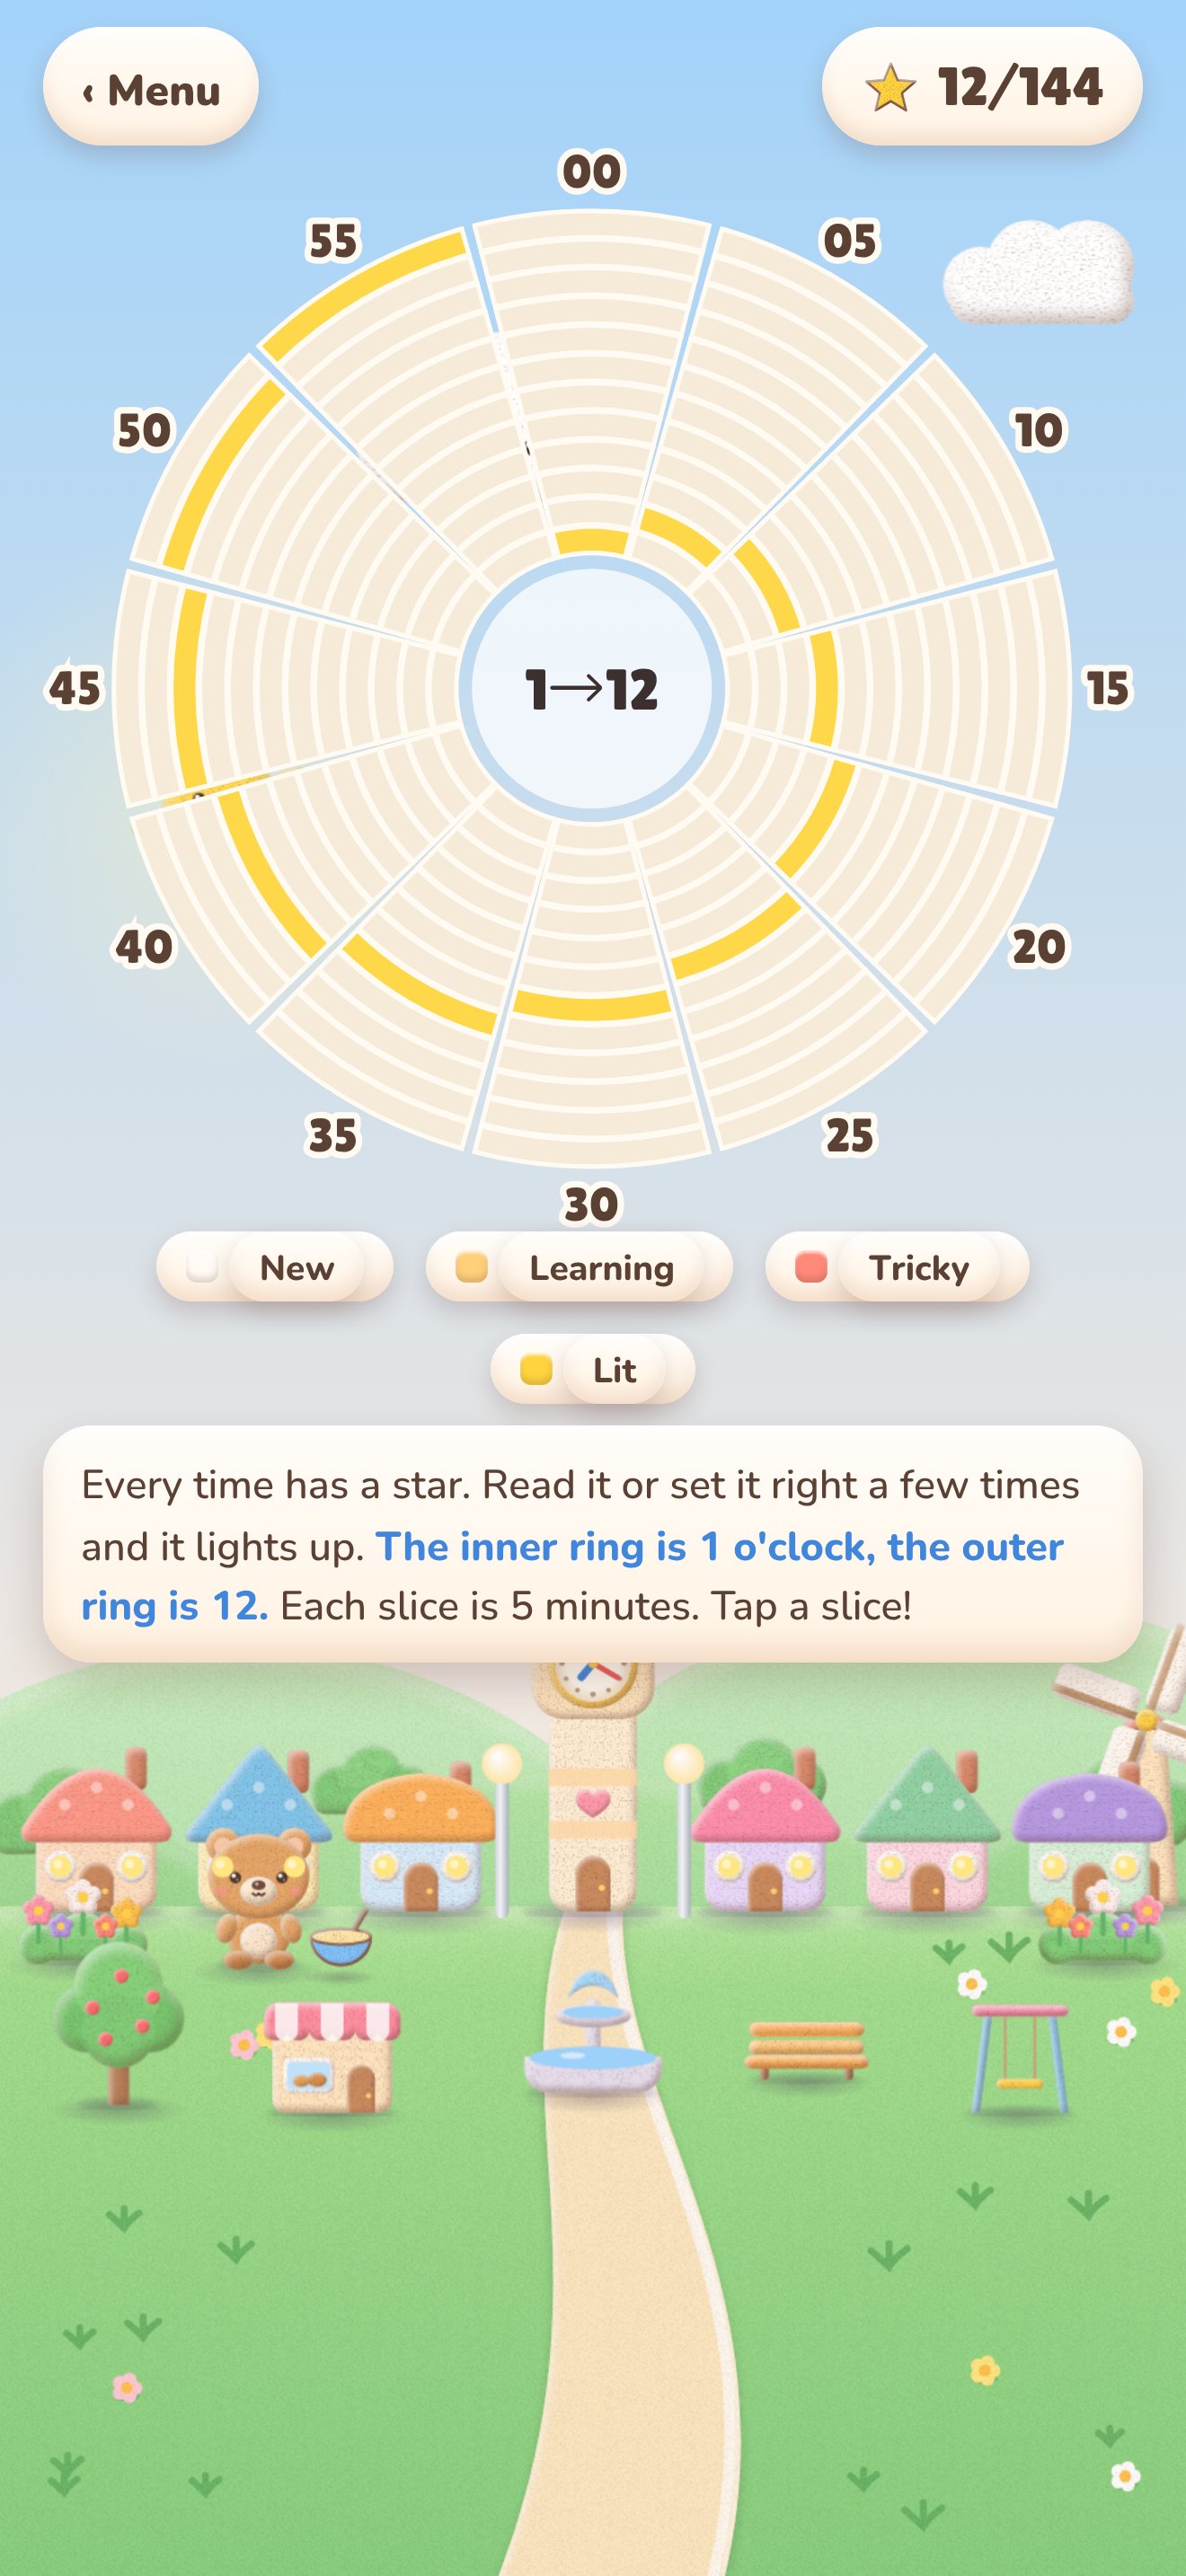 ‹ Menu
12/144
00
55
05
50
10
1→12
45
15
40
20
35
25
30
New
Learning
Tricky
Lit
Every time has a star. Read it or set it right a few times
and it lights up. The inner ring is 1 o'clock, the outer
ring is 12. Each slice is 5 minutes. Tap a slice!